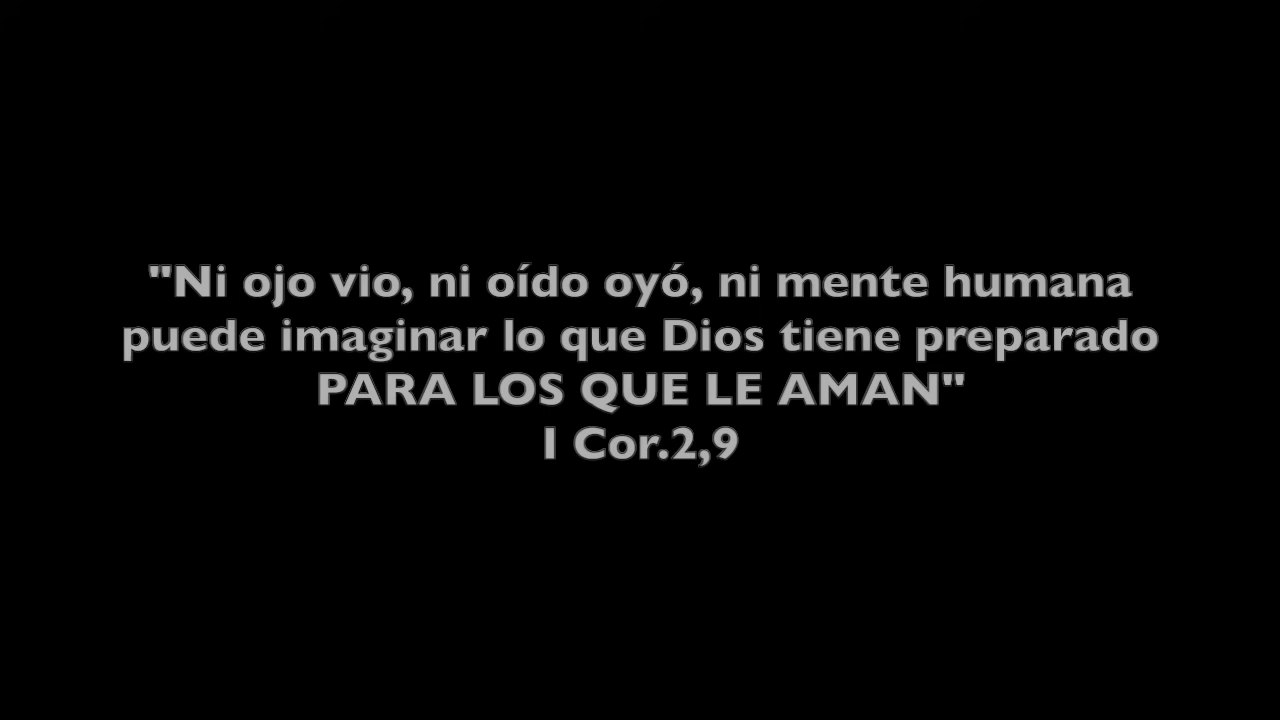 "Ni ojo vio, ni oído oyó, ni mente humana
puede imaginar lo que Dios tiene preparado
PARA LOS QUE LE AMAN"
1 Cor.2,9